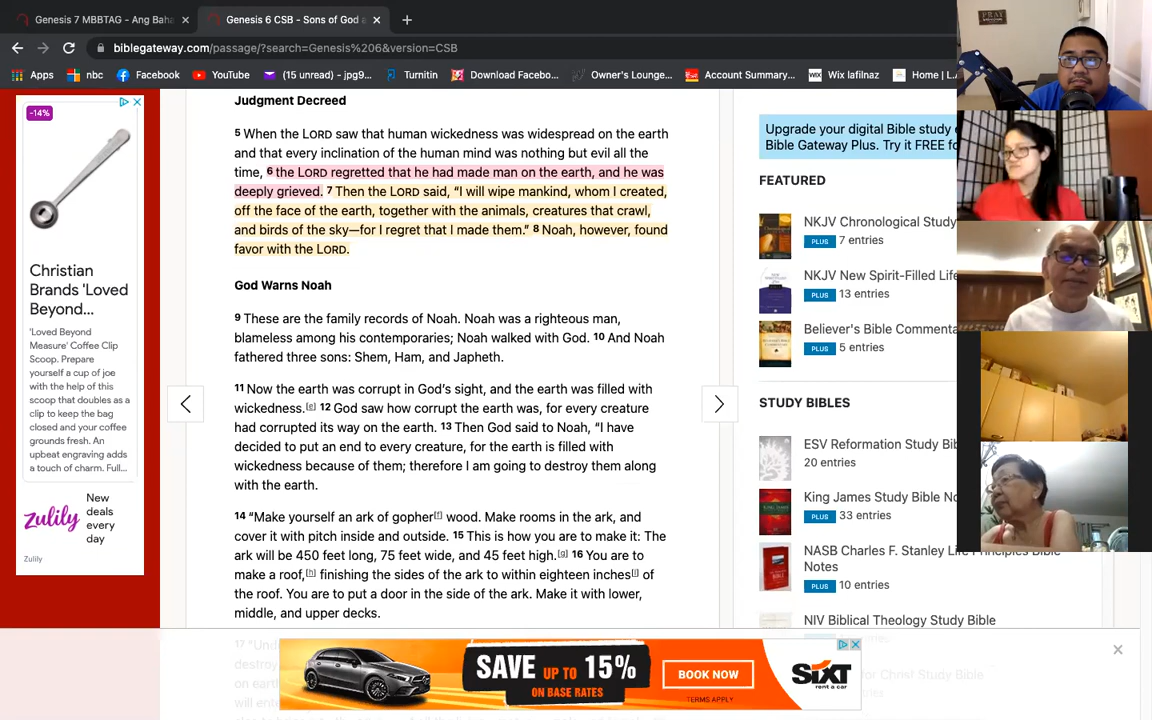 Genesis 7 MBBTAG - Ang Baha
Genesis 6 CSB - Sons of God
biblegateway.com/passage/?search=Genesis%206&version=CSB
Apps nbc Facebook YouTube (15 unread) - jpg9... Turnitin Download Facebo... Owner's Lounge... Account Summary... Wix lafilnaz Home | L.A
PRAY
-14%
Christian
Brands 'Loved
Beyond...
'Loved Beyond
Measure' Coffee Clip
Scoop. Prepare
yourself a cup of joe
with the help of this
scoop that doubles as a
clip to keep the bag
closed and your coffee
grounds fresh. An
upbeat engraving adds
a touch of charm. Full...
zulily
New
deals
every
day
Zulily
Judgment Decreed
5 When the LORD saw that human wickedness was widespread on the earth
and that every inclination of the human mind was nothing but evil all the
time, 6 the LORD regretted that he had made man on the earth, and he was
deeply grieved. 7 Then the LORD said, “I will wipe mankind, whom I created,
off the face of the earth, together with the animals, creatures that crawl,
and birds of the sky—for I regret that I made them.” 8 Noah, however, found
favor with the LORD.
God Warns Noah
9 These are the family records of Noah. Noah was a righteous man,
blameless among his contemporaries; Noah walked with God. 10 And Noah
fathered three sons: Shem, Ham, and Japheth.
11 Now the earth was corrupt in God’s sight, and the earth was filled with
wickedness.[e] 12 God saw how corrupt the earth was, for every creature
had corrupted its way on the earth. 13 Then God said to Noah, “I have
decided to put an end to every creature, for the earth is filled with
wickedness because of them; therefore I am going to destroy them along
with the earth.
14 “Make yourself an ark of gopher[f] wood. Make rooms in the ark, and
cover it with pitch inside and outside. 15 This is how you are to make it: The
ark will be 450 feet long, 75 feet wide, and 45 feet high.[g] 16 You are to
make a roof,[h] finishing the sides of the ark to within eighteen inches[i] of
the roof. You are to put a door in the side of the ark. Make it with lower,
middle, and upper decks.
17
destroy
on eart
will ente
Upgrade your digital Bible study
Bible Gateway Plus. Try it FREE fo
FEATURED
NKJV Chronological Study
PLUS 7 entries
NKJV New Spirit-Filled Life
PLUS 13 entries
Believer's Bible Commenta
PLUS 5 entries
STUDY BIBLES
ESV Reformation Study Bib
20 entries
King James Study Bible No
PLUS 33 entries
NASB Charles F. Stanley Life Principles Bible
Notes
PLUS 10 entries
NIV Biblical Theology Study Bible
for Christ Study Bible
SAVE UP TO 15%
ON BASE RATES
BOOK NOW
TERMS APPLY
SIXT
rent a car